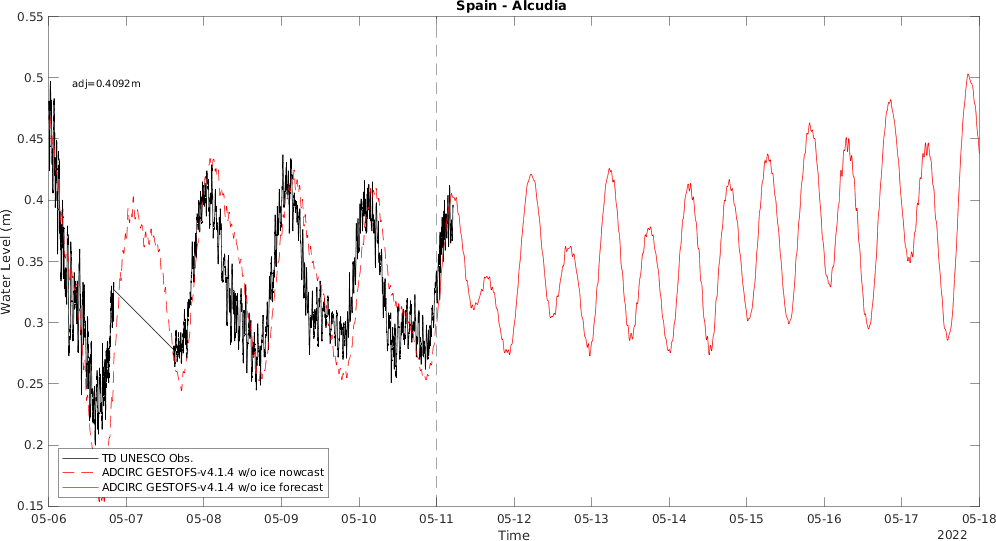 Spain - Alcudia
0.55
0.5
0.45
0.4
0.35
0.3
0.25
0.2
0.15
Water Level (m)
adj=0.4092m
TD UNESCO Obs.
ADCIRC GESTOFS-v4.1.4 w/o ice nowcast
ADCIRC GESTOFS-v4.1.4 w/o ice forecast
05-06 05-07 05-08 05-09 05-10 05-11 05-12 05-13 05-14 05-15 05-16 05-17 05-18
Time
2022